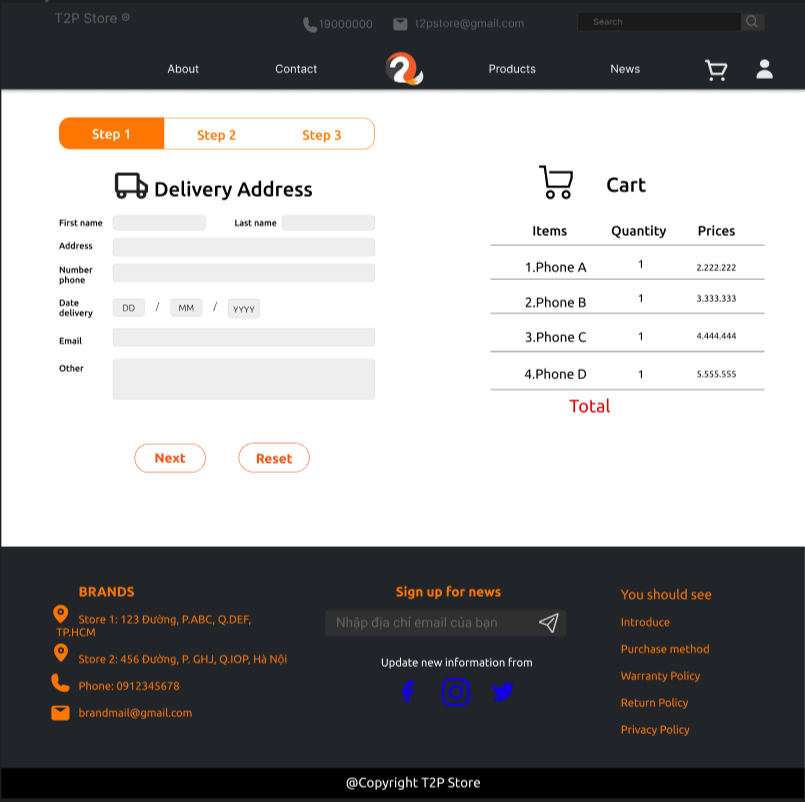 T2P Store ®
19000000
t2pstore@gmail.com
Search
About
Contact
Products
News
Step 1
Step 2
Step 3
Delivery Address
First name
Last name
Address
Number
phone
Date
delivery
DD / MM / YYYY
Email
Other
Next
Reset
Cart
Items Quantity Prices
1.Phone A 1 2.222.222
2.Phone B 1 3.333.333
3.Phone C 1 4.444.444
4.Phone D 1 5.555.555
Total
BRANDS
Store 1: 123 Đường, P.ABC, Q.DEF,
TP.HCM
Store 2: 456 Đường, P. GHJ, Q.IOP, Hà Nội
Phone: 0912345678
brandmail@gmail.com
Sign up for news
Nhập địa chỉ email của bạn
Update new information from
You should see
Introduce
Purchase method
Warranty Policy
Return Policy
Privacy Policy
@Copyright T2P Store